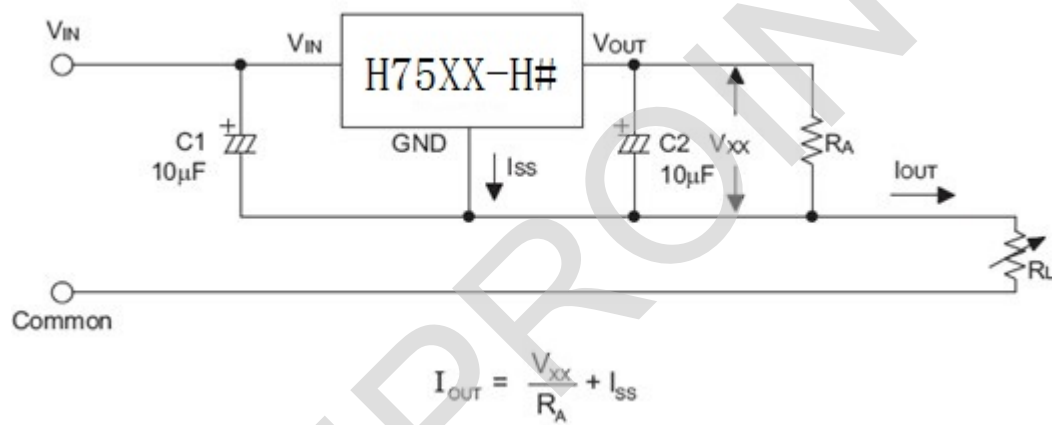 VIN
VIN
H75XX-H#
VOUT
C1
10μF
GND
ISS
C2
10μF
VXX
RA
IOUT
RL
Common
IOUT = VXX / RA + ISS
PROIN